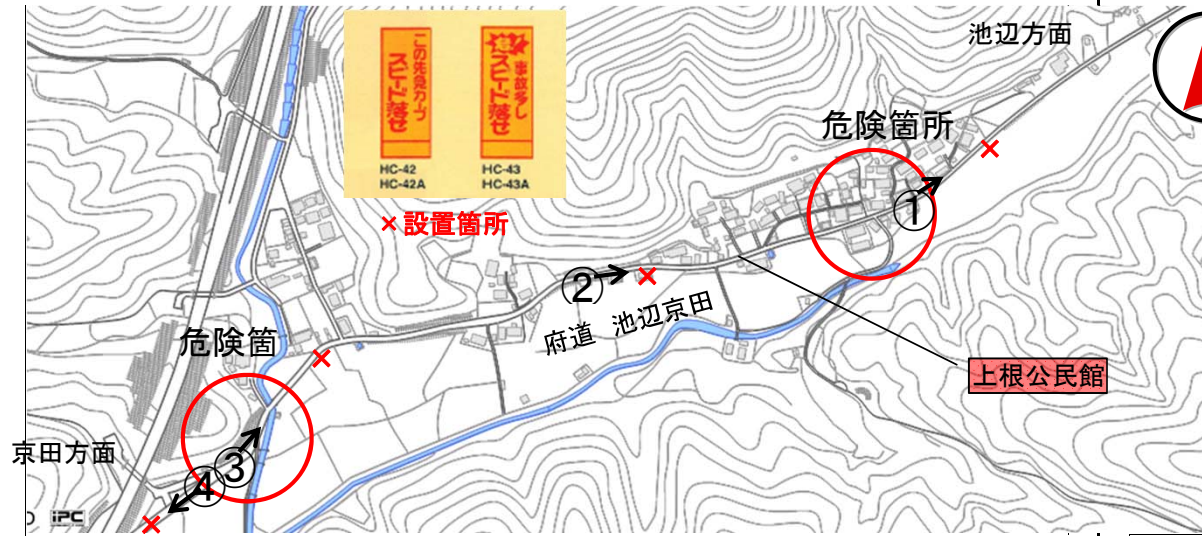 この先急カーブ
スピード落せ
事故多し
スピード落せ
HC-42
HC-42A
HC-43
HC-43A
×設置箇所
池辺方面
危険箇所
①
②
府道 池辺京田
上根公民館
危険箇
京田方面
③
④
iPC